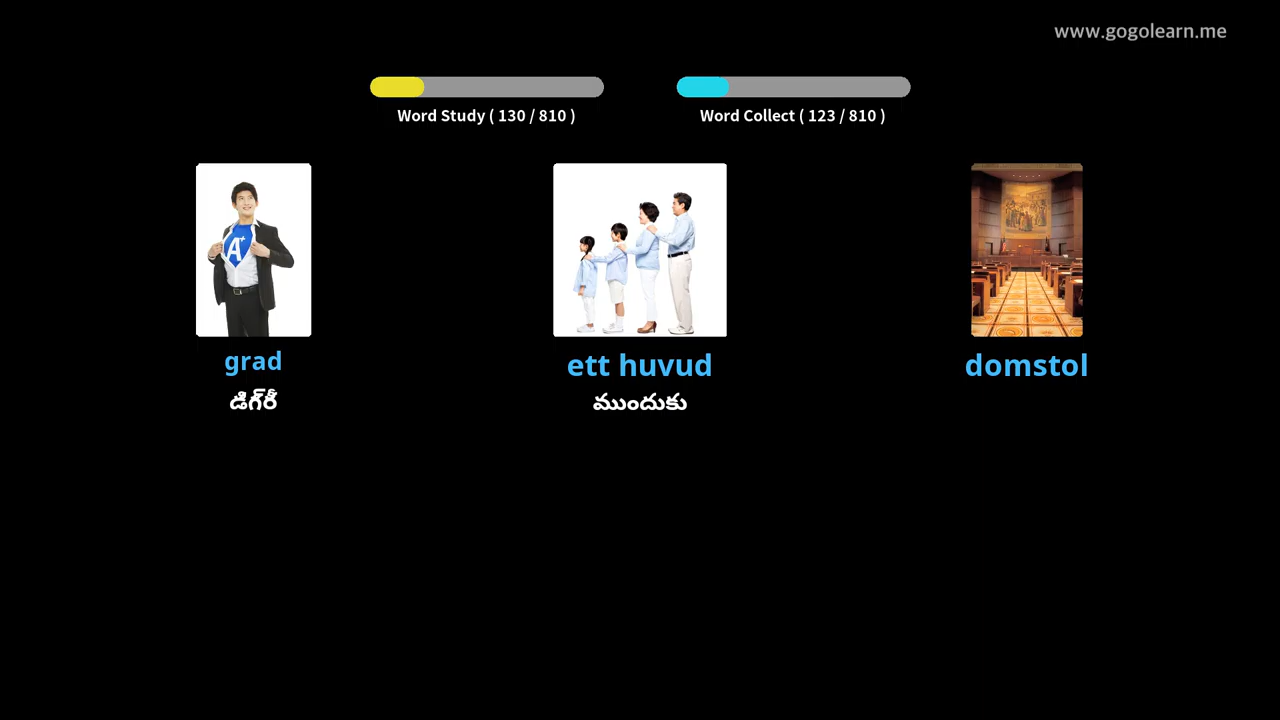 www.gogolearn.me
Word Study ( 130 / 810 )
Word Collect ( 123 / 810 )
A+
grad
ett huvud
domstol
డిగ్రీ
ముందుకు